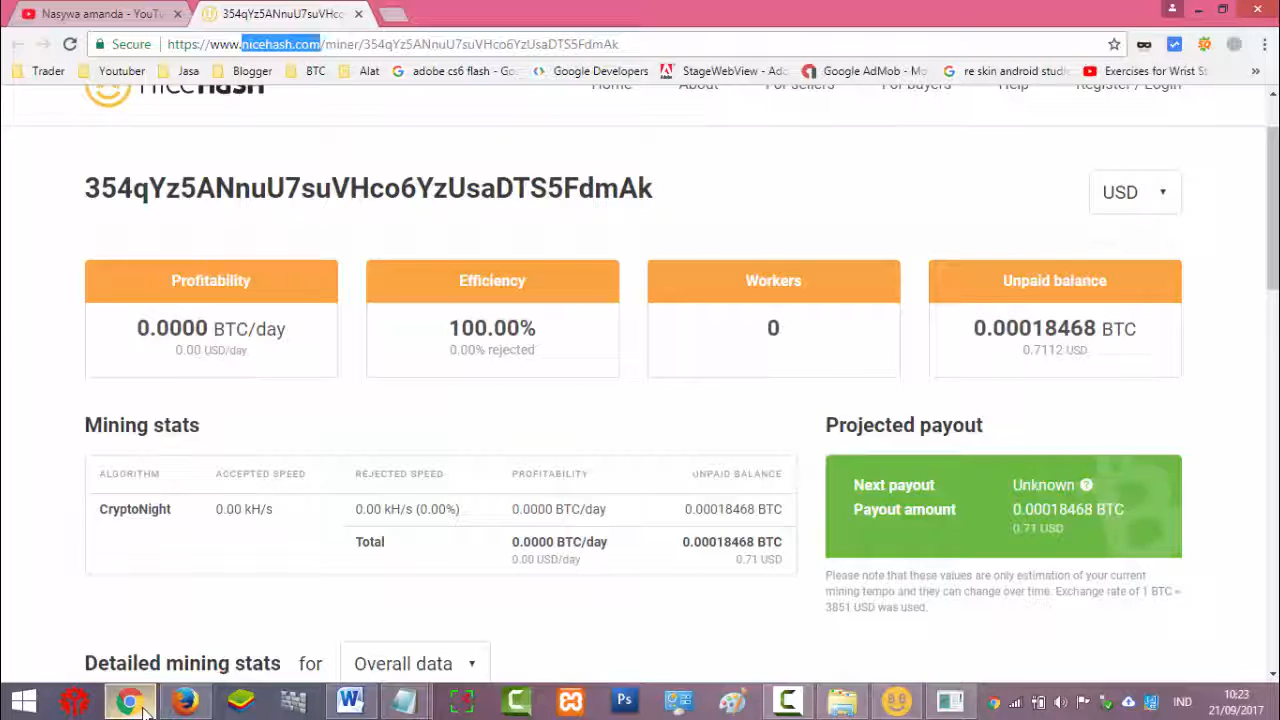 Nasywa amanda - YouTu
354qYz5ANnuU7suVHco
Secure https://www.nicehash.com/miner/354qYz5ANnuU7suVHco6YzUsaDTS5FdmAk
Trader Youtuber Jasa Blogger BTC Alat adobe cs6 flash - Go Google Developers StageWebView - Ado Google AdMob - Mo re skin android studi Exercises for Wrist St »
niceHash Home About For sellers For buyers Help Register / Login
354qYz5ANnuU7suVHco6YzUsaDTS5FdmAk
USD
Profitability
0.0000 BTC/day
0.00 USD/day
Efficiency
100.00%
0.00% rejected
Workers
0
Unpaid balance
0.00018468 BTC
0.7112 USD
Mining stats
ALGORITHM ACCEPTED SPEED REJECTED SPEED PROFITABILITY UNPAID BALANCE
CryptoNight 0.00 kH/s 0.00 kH/s (0.00%) 0.0000 BTC/day 0.00018468 BTC
Total 0.0000 BTC/day 0.00018468 BTC
0.00 USD/day 0.71 USD
Projected payout
Next payout Unknown ?
Payout amount 0.00018468 BTC
0.71 USD
Please note that these values are only estimation of your current
mining tempo and they can change over time. Exchange rate of 1 BTC =
3851 USD was used.
Detailed mining stats for Overall data
Ps
IND
10:23
21/09/2017